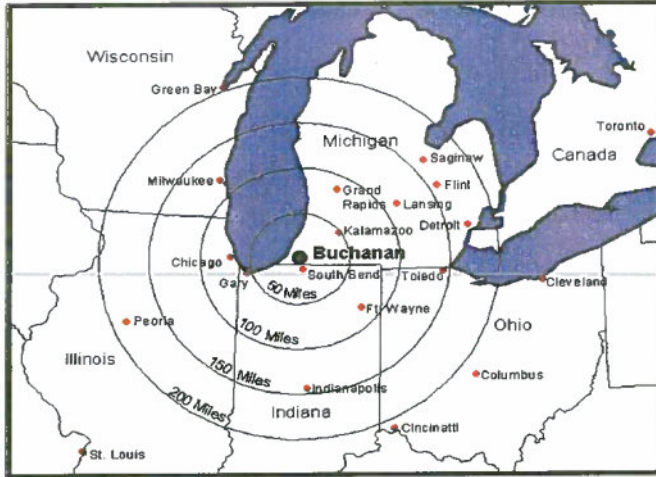 Wisconsin
Green Bay
Toronto
Michigan
Saginaw
Canada
Milwaukee
Flint
Grand
Rapids
Lansing
Detroit
Kalamazoo
Buchanan
Chicago
South Bend
Toledo
Gary
Cleveland
50 Miles
Ft. Wayne
Peoria
100 Miles
Ohio
Illinois
150 Miles
Columbus
Indianapolis
200 Miles
Indiana
Cincinatti
St. Louis